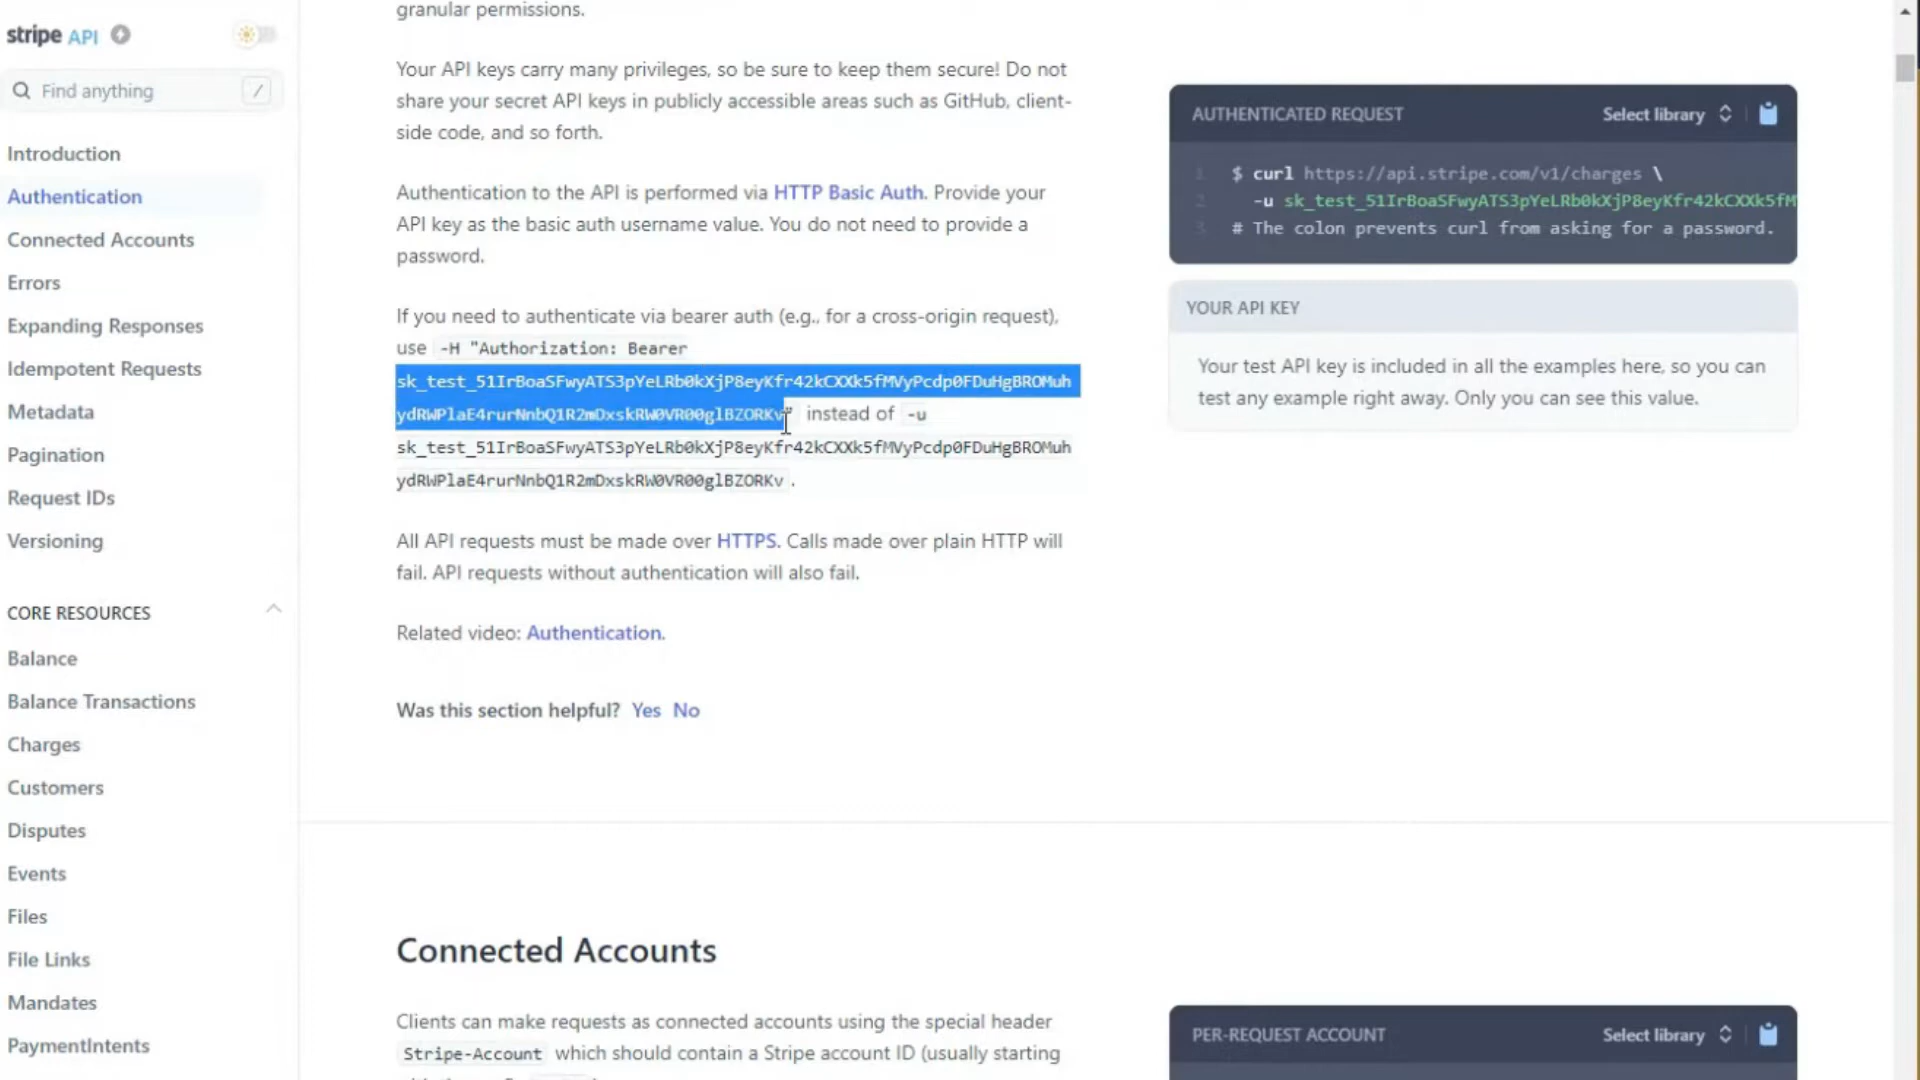 stripe API
Find anything /
Introduction
Authentication
Connected Accounts
Errors
Expanding Responses
Idempotent Requests
Metadata
Pagination
Request IDs
Versioning
CORE RESOURCES
Balance
Balance Transactions
Charges
Customers
Disputes
Events
Files
File Links
Mandates
PaymentIntents
granular permissions.
Your API keys carry many privileges, so be sure to keep them secure! Do not
share your secret API keys in publicly accessible areas such as GitHub, client-
side code, and so forth.
Authentication to the API is performed via HTTP Basic Auth. Provide your
API key as the basic auth username value. You do not need to provide a
password.
If you need to authenticate via bearer auth (e.g., for a cross-origin request),
use -H "Authorization: Bearer
sk_test_51IrBoaSFwyATS3pYeLRb0kXjP8eyKfr42kCXXk5fMVyPcdp0FDuHgBROMuh
ydRWPlaE4rurNnbQ1R2mDxskRW0VR00glBZORKv" instead of -u
sk_test_51IrBoaSFwyATS3pYeLRb0kXjP8eyKfr42kCXXk5fMVyPcdp0FDuHgBROMuh
ydRWPlaE4rurNnbQ1R2mDxskRW0VR00glBZORKv .
All API requests must be made over HTTPS. Calls made over plain HTTP will
fail. API requests without authentication will also fail.
Related video: Authentication.
Was this section helpful? Yes No
Connected Accounts
Clients can make requests as connected accounts using the special header
Stripe-Account which should contain a Stripe account ID (usually starting
AUTHENTICATED REQUEST Select library
1 $ curl https://api.stripe.com/v1/charges \
2 -u sk_test_51IrBoaSFwyATS3pYeLRb0kXjP8eyKfr42kCXXk5fM
3 # The colon prevents curl from asking for a password.
YOUR API KEY
Your test API key is included in all the examples here, so you can
test any example right away. Only you can see this value.
PER-REQUEST ACCOUNT Select library